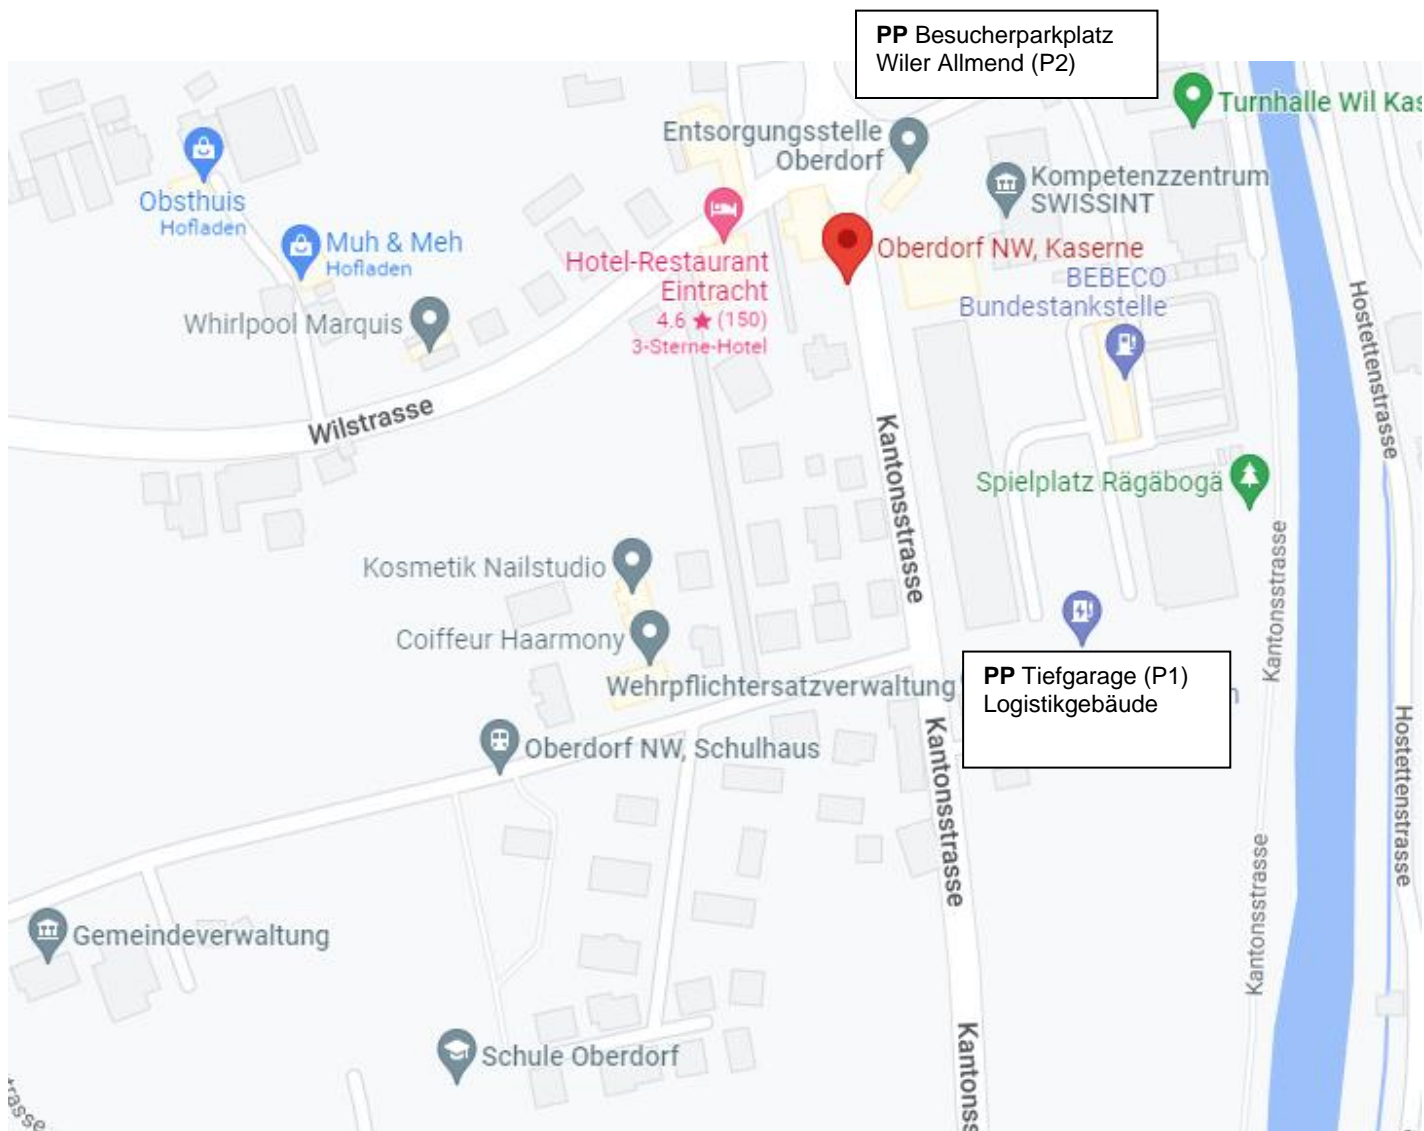 PP Besucherparkplatz
Wiler Allmend (P2)
Turnhalle Wil Kas
Entsorgungsstelle
Oberdorf
Kompetenzzentrum
SWISSINT
Obsthuis
Hofladen
Muh & Meh
Hofladen
Hotel-Restaurant
Eintracht
4.6 ★ (150)
3-Sterne-Hotel
Oberdorf NW, Kaserne
BEBECO
Bundestankstelle
Whirlpool Marquis
Hostettenstrasse
Wilstrasse
Kantonsstrasse
Spielplatz Rägäbogä
Kosmetik Nailstudio
Kantonsstrasse
Coiffeur Haarmony
Wehrpflichtersatzverwaltung
PP Tiefgarage (P1)
Logistikgebäude
n
Oberdorf NW, Schulhaus
Kantonsstrasse
Hostettenstrasse
Kantonsstrasse
Gemeindeverwaltung
Schule Oberdorf
Kantonss
trasse